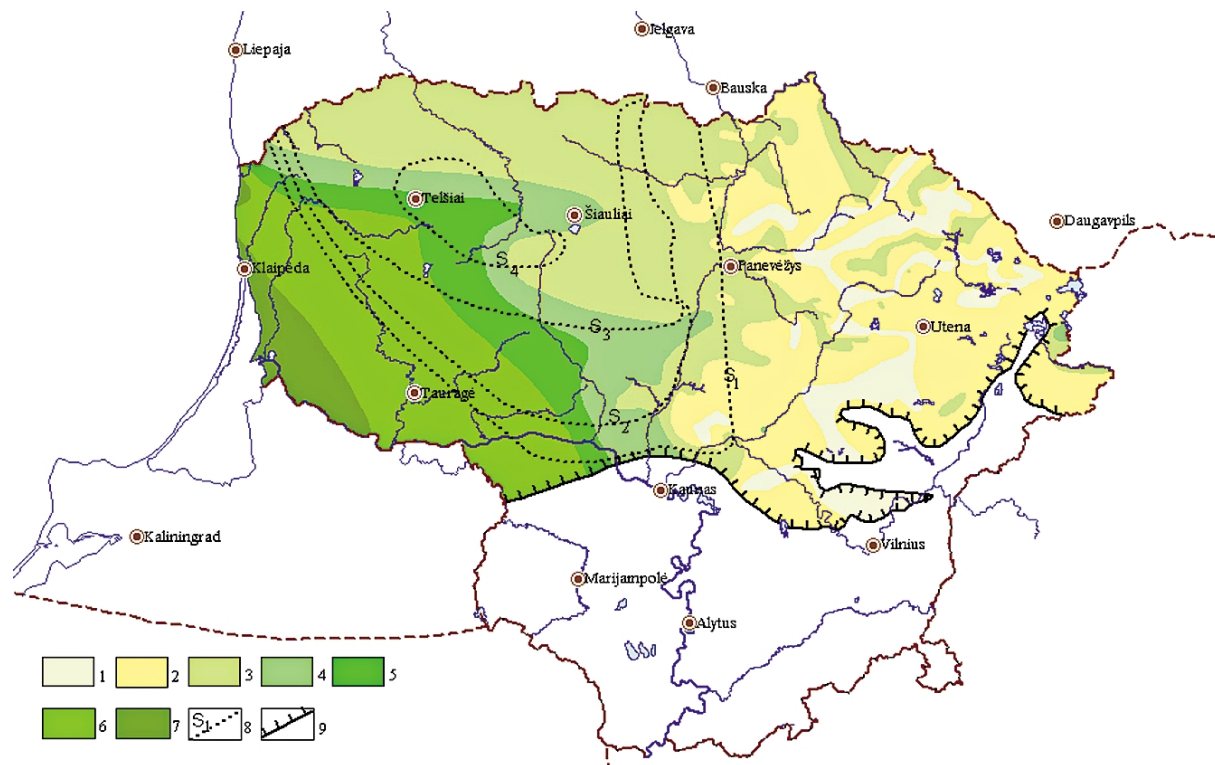 Jelgava
Liepaja
Bauska
Telšiai
Šiauliai
Daugavpils
S4
Klaipėda
Panevėžys
S3
Utena
S1
Tauragė
S2
Kaunas
Kaliningrad
Vilnius
Marijampolė
Alytus
1 2 3 4 5
6 7 S1 8 9